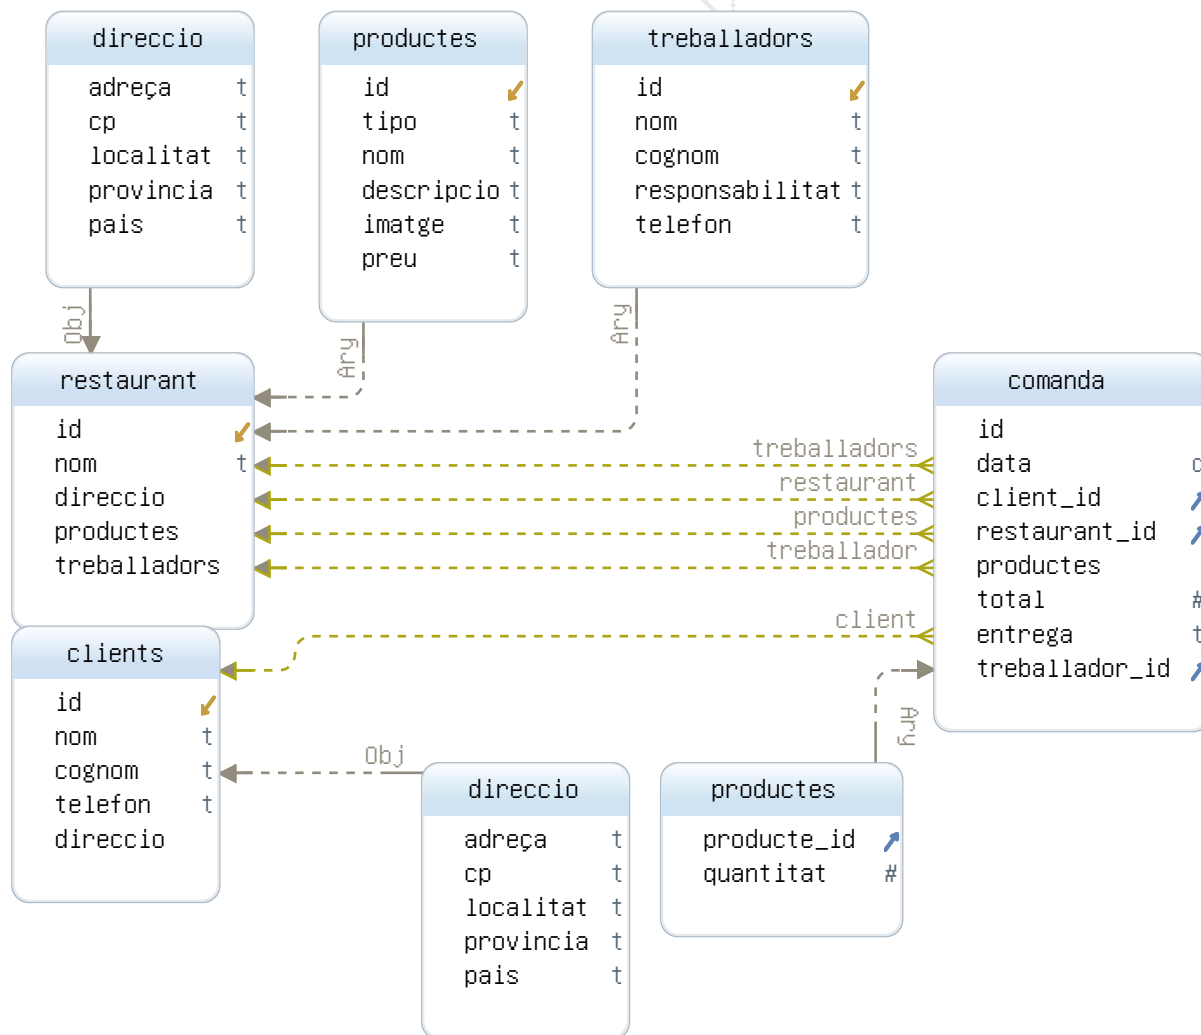 direccio
adreça t
cp t
localitat t
provincia t
pais t
productes
id
tipo t
nom t
descripcio t
imatge t
preu t
treballadors
id
nom t
cognom t
responsabilitat t
telefon t
Obj
Ary
Ary
restaurant
id
nom t
direccio
productes
treballadors
treballadors
restaurant
productes
treballador
client
comanda
id
data
client_id
restaurant_id
productes
total #
entrega t
treballador_id
clients
id
nom t
cognom t
telefon t
direccio
Obj
Ary
direccio
adreça t
cp t
localitat t
provincia t
pais t
productes
producte_id
quantitat #